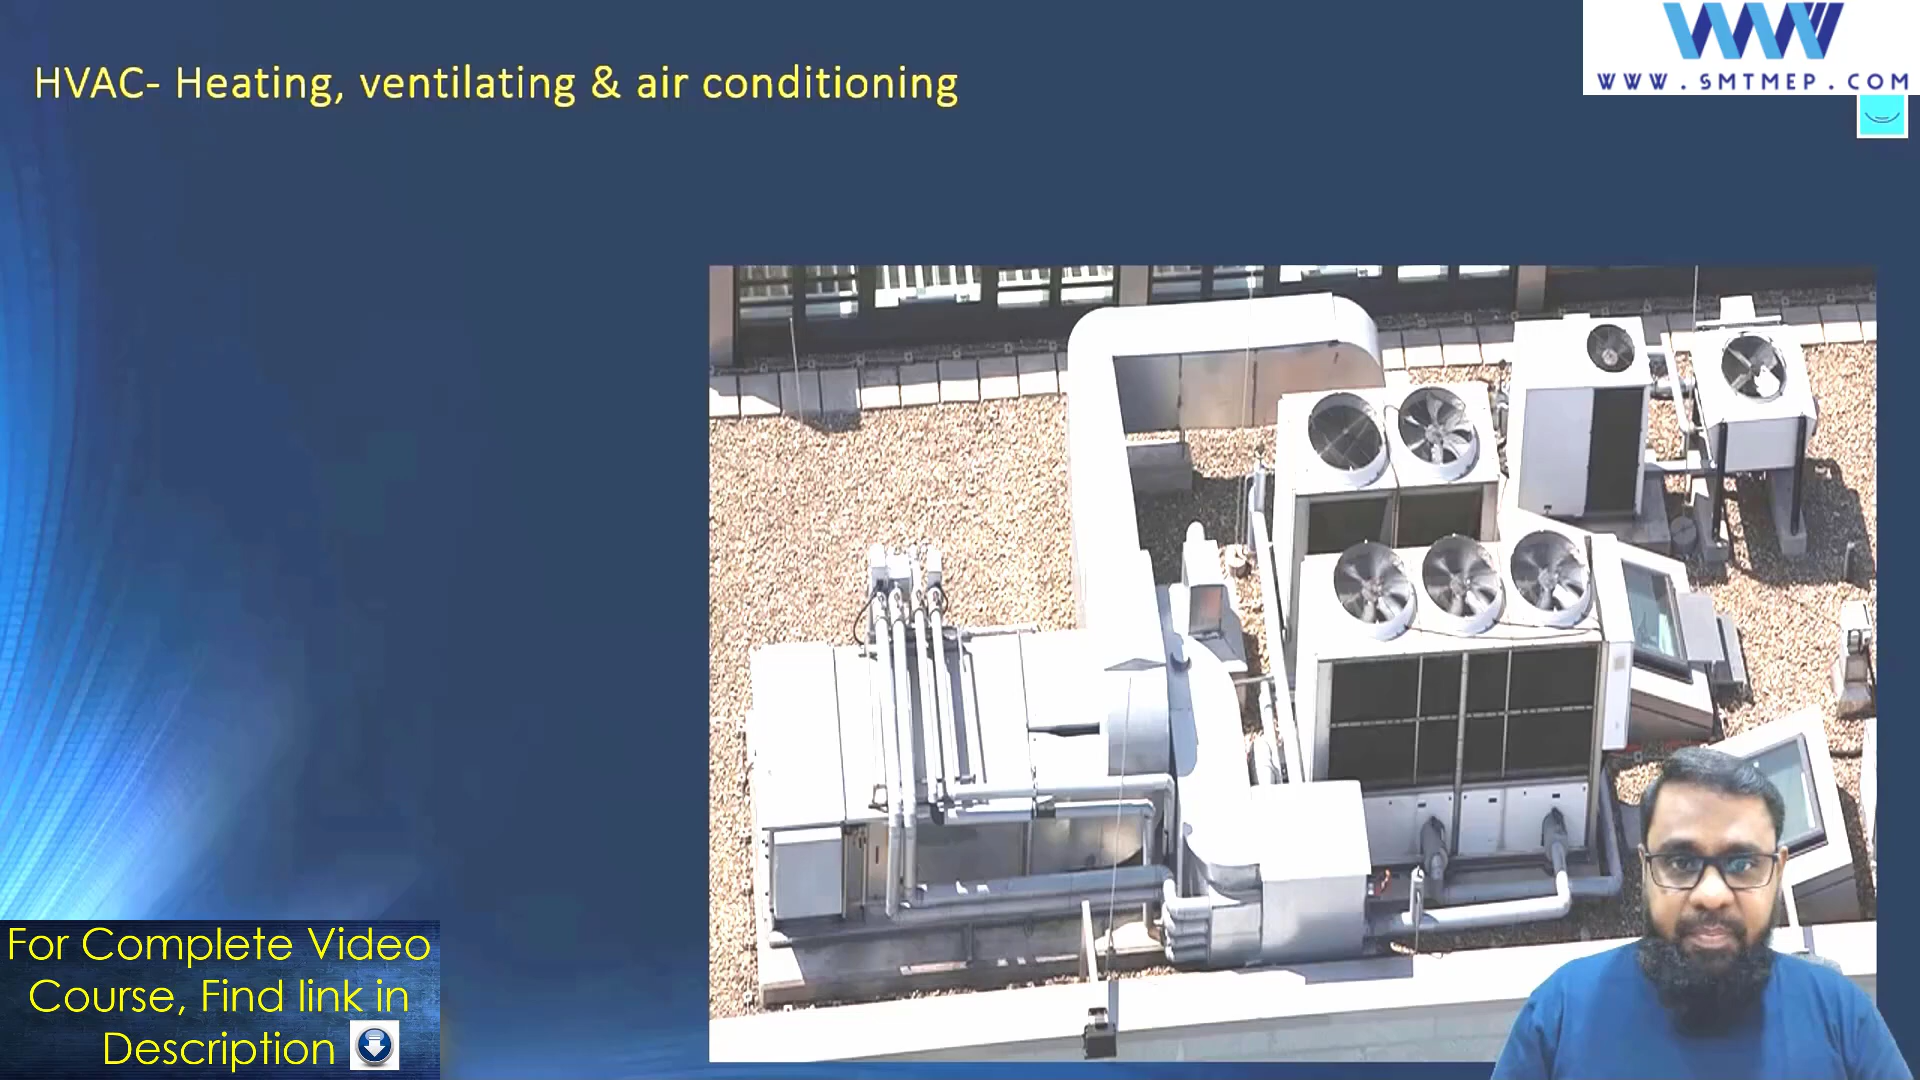 HVAC- Heating, ventilating & air conditioning
WWW.SMTMEP.COM
For Complete Video
Course, Find link in
Description